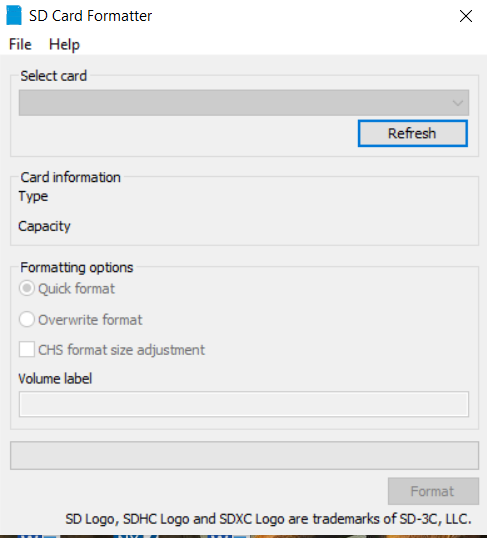 SD Card Formatter
File Help
Select card
Refresh
Card information
Type
Capacity
Formatting options
Quick format
Overwrite format
CHS format size adjustment
Volume label
Format
SD Logo, SDHC Logo and SDXC Logo are trademarks of SD-3C, LLC.